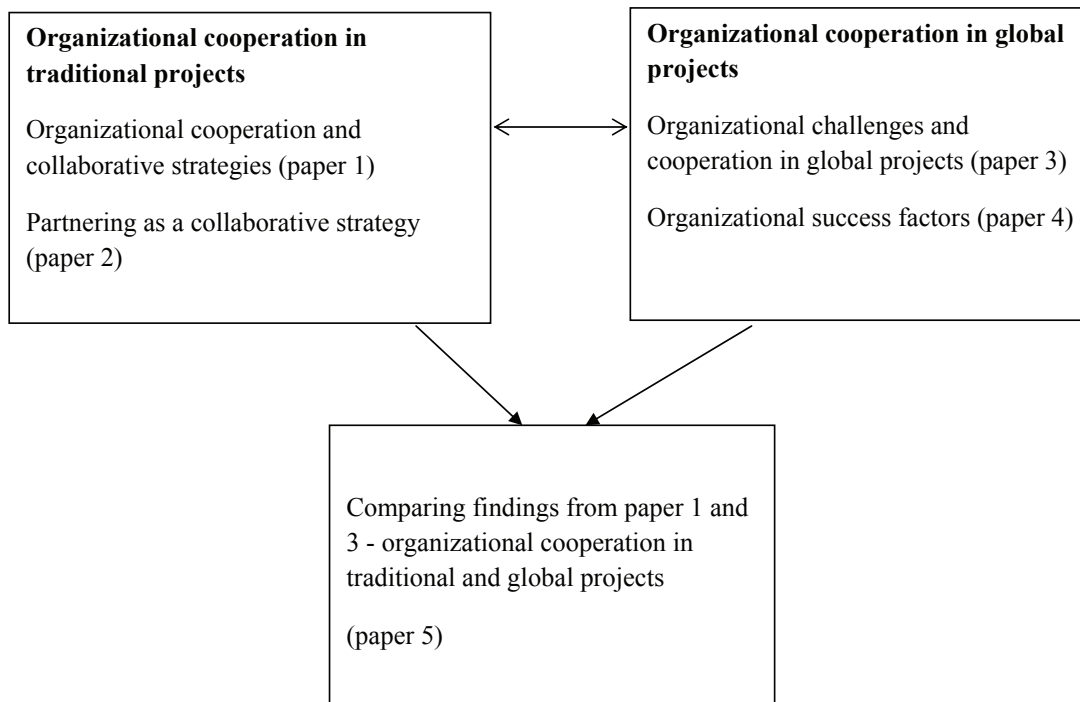 Organizational cooperation in
traditional projects
Organizational cooperation and
collaborative strategies (paper 1)
Partnering as a collaborative strategy
(paper 2)
Organizational cooperation in global
projects
Organizational challenges and
cooperation in global projects (paper 3)
Organizational success factors (paper 4)
Comparing findings from paper 1 and
3 - organizational cooperation in
traditional and global projects
(paper 5)